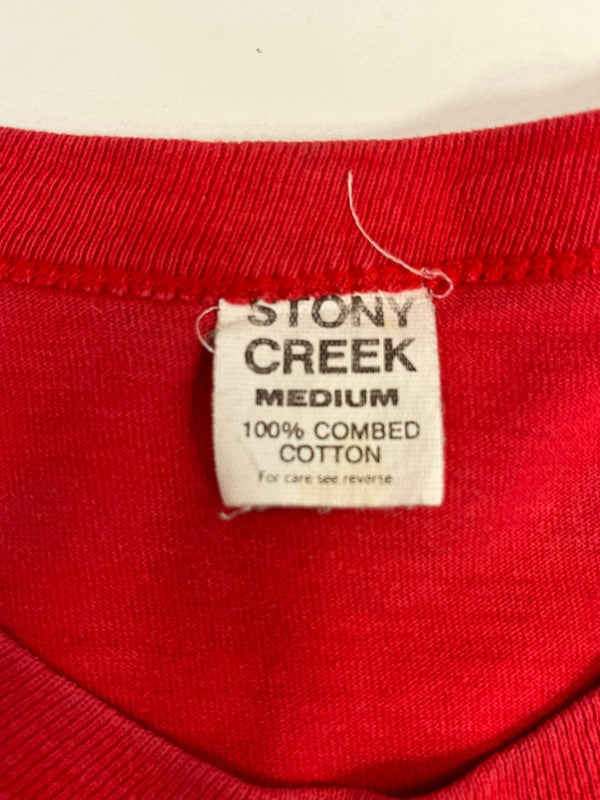 STONY
CREEK
MEDIUM
100% COMBED
COTTON
For care see reverse